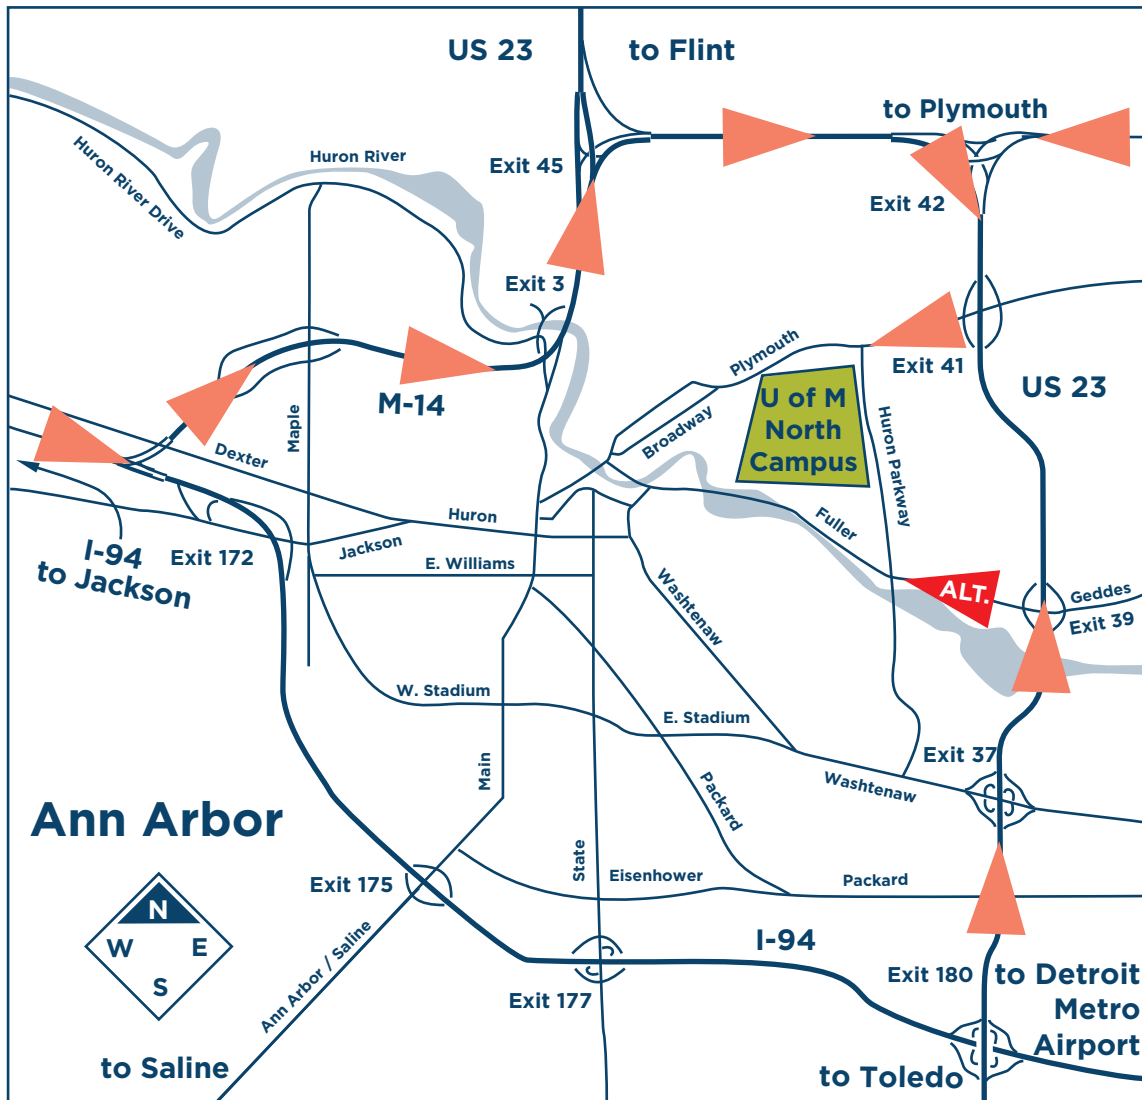 US 23
to Flint
to Plymouth
Huron River
Exit 45
Huron River Drive
Exit 42
Exit 3
Plymouth
Exit 41
US 23
M-14
U of M
North
Campus
Broadway
Huron Parkway
Maple
Dexter
Huron
Fuller
Jackson
I-94
to Jackson
Exit 172
E. Williams
Washtenaw
ALT.
Geddes
Exit 39
W. Stadium
E. Stadium
Main
Exit 37
Washtenaw
Packard
Ann Arbor
State
Exit 175
Eisenhower
Packard
N
W
E
S
Ann Arbor / Saline
I-94
Exit 180
to Detroit
Metro
Airport
Exit 177
to Saline
to Toledo